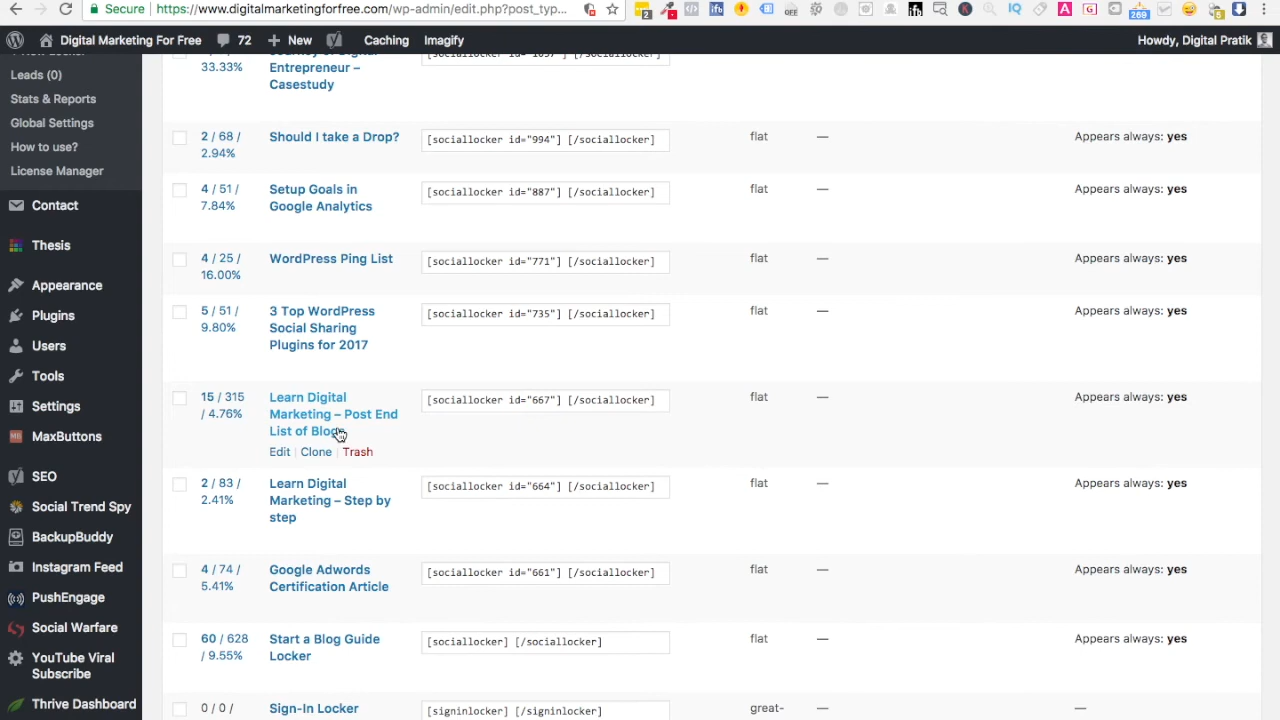 Secure https://www.digitalmarketingforfree.com/wp-admin/edit.php?post_typ...
269
Digital Marketing For Free 72 New Caching Imagify Howdy, Digital Pratik
Leads (0)
Stats & Reports
Global Settings
How to use?
License Manager
Contact
Thesis
Appearance
Plugins
Users
Tools
Settings
MaxButtons
SEO
Social Trend Spy
BackupBuddy
Instagram Feed
PushEngage
Social Warfare
YouTube Viral
Subscribe
Thrive Dashboard
33.33%
Entrepreneur –
Casestudy
2 / 68 /
2.94%
Should I take a Drop?
[sociallocker id="994"] [/sociallocker]
flat
—
Appears always: yes
4 / 51 /
7.84%
Setup Goals in
Google Analytics
[sociallocker id="887"] [/sociallocker]
flat
—
Appears always: yes
4 / 25 /
16.00%
WordPress Ping List
[sociallocker id="771"] [/sociallocker]
flat
—
Appears always: yes
5 / 51 /
9.80%
3 Top WordPress
Social Sharing
Plugins for 2017
[sociallocker id="735"] [/sociallocker]
flat
—
Appears always: yes
15 / 315
/ 4.76%
Learn Digital
Marketing – Post End
List of Blogs
Edit | Clone | Trash
[sociallocker id="667"] [/sociallocker]
flat
—
Appears always: yes
2 / 83 /
2.41%
Learn Digital
Marketing – Step by
step
[sociallocker id="664"] [/sociallocker]
flat
—
Appears always: yes
4 / 74 /
5.41%
Google Adwords
Certification Article
[sociallocker id="661"] [/sociallocker]
flat
—
Appears always: yes
60 / 628
/ 9.55%
Start a Blog Guide
Locker
[sociallocker] [/sociallocker]
flat
—
Appears always: yes
0 / 0 /
Sign-In Locker
[signinlocker] [/signinlocker]
great-
—
—